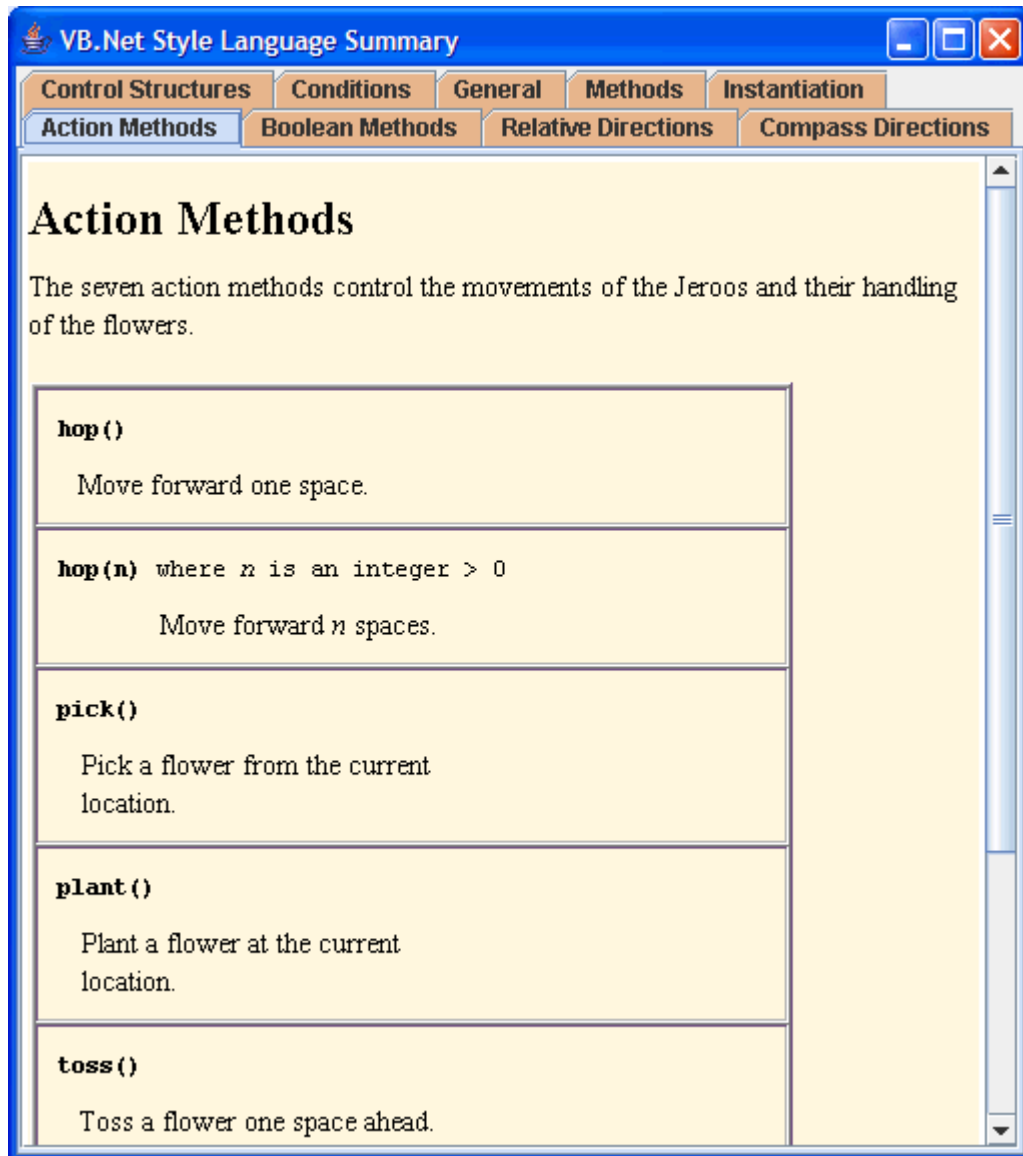 VB.Net Style Language Summary
Control Structures Conditions General Methods Instantiation
Action Methods Boolean Methods Relative Directions Compass Directions
Action Methods
The seven action methods control the movements of the Jeroos and their handling
of the flowers.
hop()
Move forward one space.
hop(n) where n is an integer > 0
Move forward n spaces.
pick()
Pick a flower from the current
location.
plant()
Plant a flower at the current
location.
toss()
Toss a flower one space ahead.